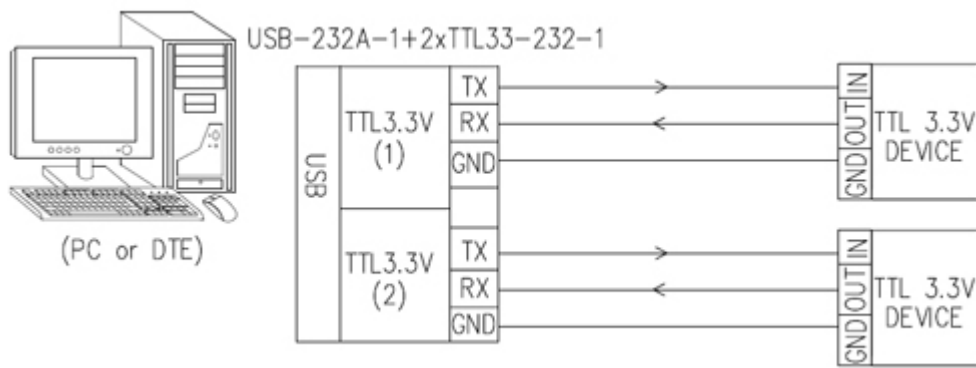 USB-232A-1+2xTTL33-232-1
(PC or DTE)
USB
TTL3.3V
(1)
TX
RX
GND
TTL3.3V
(2)
TX
RX
GND
IN
OUT
GND
TTL 3.3V
DEVICE
IN
OUT
GND
TTL 3.3V
DEVICE